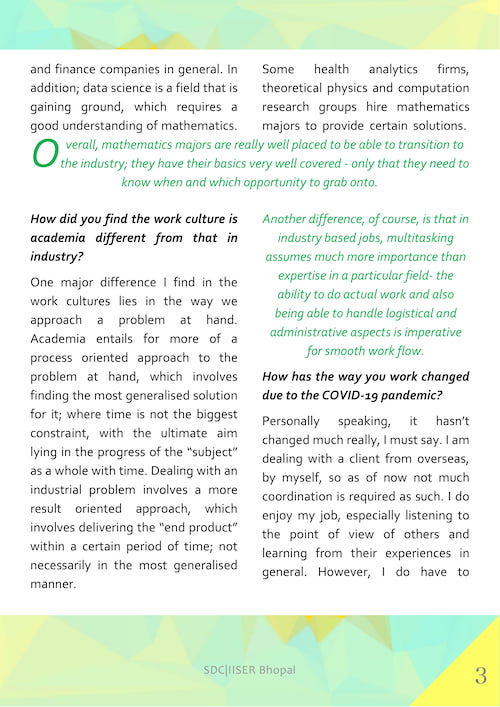 and finance companies in general. In
addition; data science is a field that is
gaining ground, which requires a
good understanding of mathematics.
Some health analytics firms,
theoretical physics and computation
research groups hire mathematics
majors to provide certain solutions.
Overall, mathematics majors are really well placed to be able to transition to
the industry; they have their basics very well covered - only that they need to
know when and which opportunity to grab onto.
How did you find the work culture is
academia different from that in
industry?
One major difference I find in the
work cultures lies in the way we
approach a problem at hand.
Academia entails for more of a
process oriented approach to the
problem at hand, which involves
finding the most generalised solution
for it; where time is not the biggest
constraint, with the ultimate aim
lying in the progress of the “subject”
as a whole with time. Dealing with an
industrial problem involves a more
result oriented approach, which
involves delivering the “end product”
within a certain period of time; not
necessarily in the most generalised
manner.
Another difference, of course, is that in
industry based jobs, multitasking
assumes much more importance than
expertise in a particular field- the
ability to do actual work and also
being able to handle logistical and
administrative aspects is imperative
for smooth work flow.
How has the way you work changed
due to the COVID-19 pandemic?
Personally speaking, it hasn’t
changed much really, I must say. I am
dealing with a client from overseas,
by myself, so as of now not much
coordination is required as such. I do
enjoy my job, especially listening to
the point of view of others and
learning from their experiences in
general. However, I do have to
SDC|IISER Bhopal
3